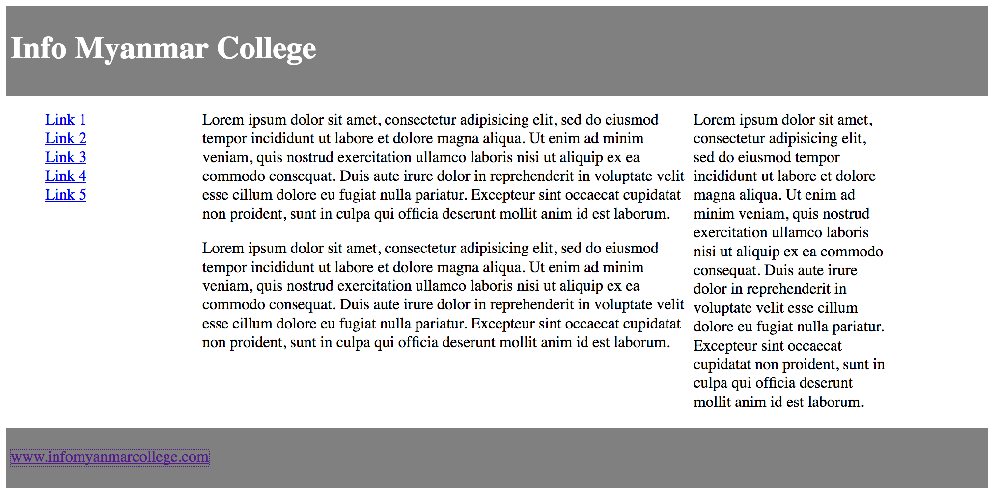 Info Myanmar College
Link 1
Link 2
Link 3
Link 4
Link 5
Lorem ipsum dolor sit amet, consectetur adipisicing elit, sed do eiusmod
tempor incididunt ut labore et dolore magna aliqua. Ut enim ad minim
veniam, quis nostrud exercitation ullamco laboris nisi ut aliquip ex ea
commodo consequat. Duis aute irure dolor in reprehenderit in voluptate velit
esse cillum dolore eu fugiat nulla pariatur. Excepteur sint occaecat cupidatat
non proident, sunt in culpa qui officia deserunt mollit anim id est laborum.
Lorem ipsum dolor sit amet, consectetur adipisicing elit, sed do eiusmod
tempor incididunt ut labore et dolore magna aliqua. Ut enim ad minim
veniam, quis nostrud exercitation ullamco laboris nisi ut aliquip ex ea
commodo consequat. Duis aute irure dolor in reprehenderit in voluptate velit
esse cillum dolore eu fugiat nulla pariatur. Excepteur sint occaecat cupidatat
non proident, sunt in culpa qui officia deserunt mollit anim id est laborum.
Lorem ipsum dolor sit amet,
consectetur adipisicing elit,
sed do eiusmod tempor
incididunt ut labore et dolore
magna aliqua. Ut enim ad
minim veniam, quis nostrud
exercitation ullamco laboris
nisi ut aliquip ex ea commodo
consequat. Duis aute irure
dolor in reprehenderit in
voluptate velit esse cillum
dolore eu fugiat nulla pariatur.
Excepteur sint occaecat
cupidatat non proident, sunt in
culpa qui officia deserunt
mollit anim id est laborum.
www.infomyanmarcollege.com